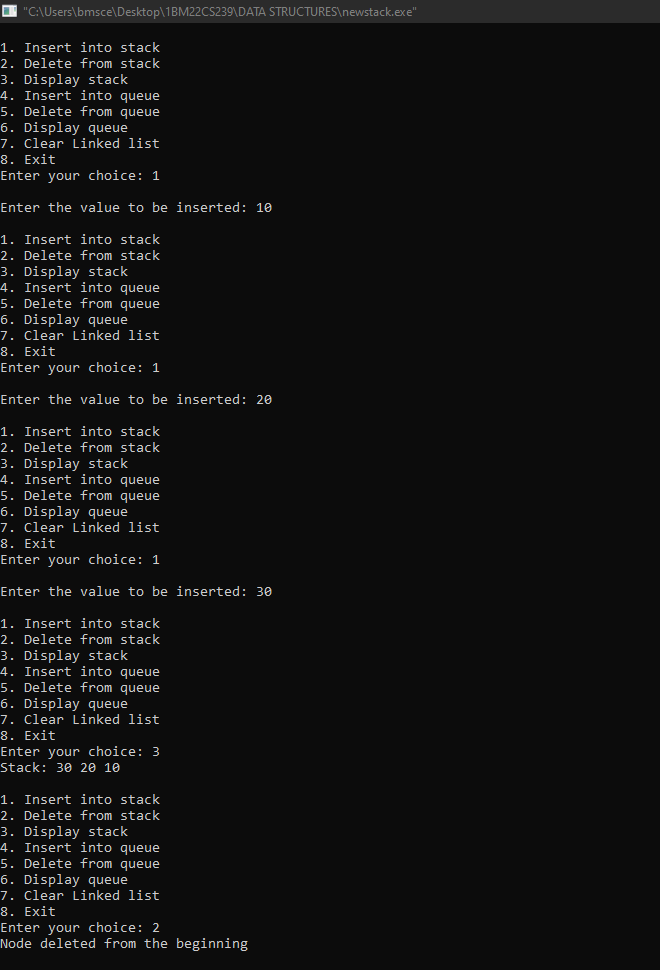 "C:\Users\bmsce\Desktop\1BM22CS239\DATA STRUCTURES\newstack.exe"
1. Insert into stack
2. Delete from stack
3. Display stack
4. Insert into queue
5. Delete from queue
6. Display queue
7. Clear Linked list
8. Exit
Enter your choice: 1
Enter the value to be inserted: 10
1. Insert into stack
2. Delete from stack
3. Display stack
4. Insert into queue
5. Delete from queue
6. Display queue
7. Clear Linked list
8. Exit
Enter your choice: 1
Enter the value to be inserted: 20
1. Insert into stack
2. Delete from stack
3. Display stack
4. Insert into queue
5. Delete from queue
6. Display queue
7. Clear Linked list
8. Exit
Enter your choice: 1
Enter the value to be inserted: 30
1. Insert into stack
2. Delete from stack
3. Display stack
4. Insert into queue
5. Delete from queue
6. Display queue
7. Clear Linked list
8. Exit
Enter your choice: 3
Stack: 30 20 10
1. Insert into stack
2. Delete from stack
3. Display stack
4. Insert into queue
5. Delete from queue
6. Display queue
7. Clear Linked list
8. Exit
Enter your choice: 2
Node deleted from the beginning